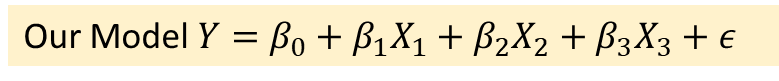 Our Model Y = β₀ + β₁X₁ + β₂X₂ + β₃X₃ + ϵ